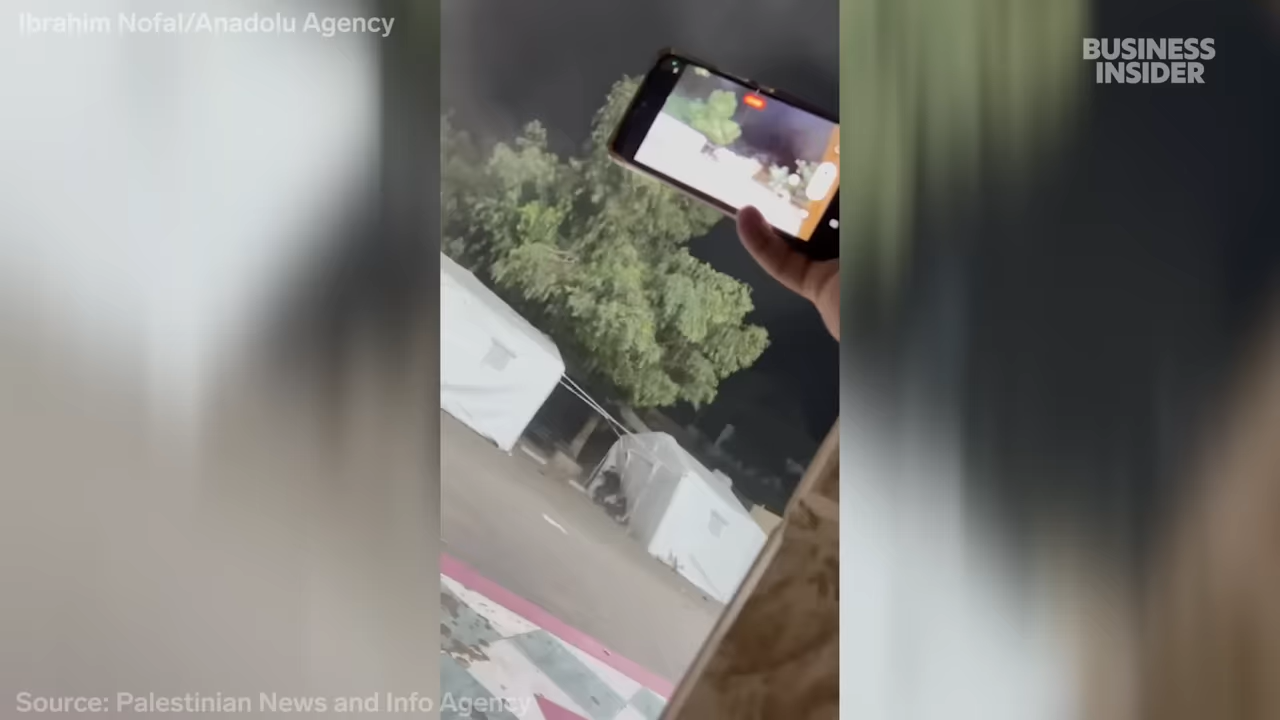 Ibrahim Nofal/Anadolu Agency
BUSINESS
INSIDER
Source: Palestinian News and Info Agency